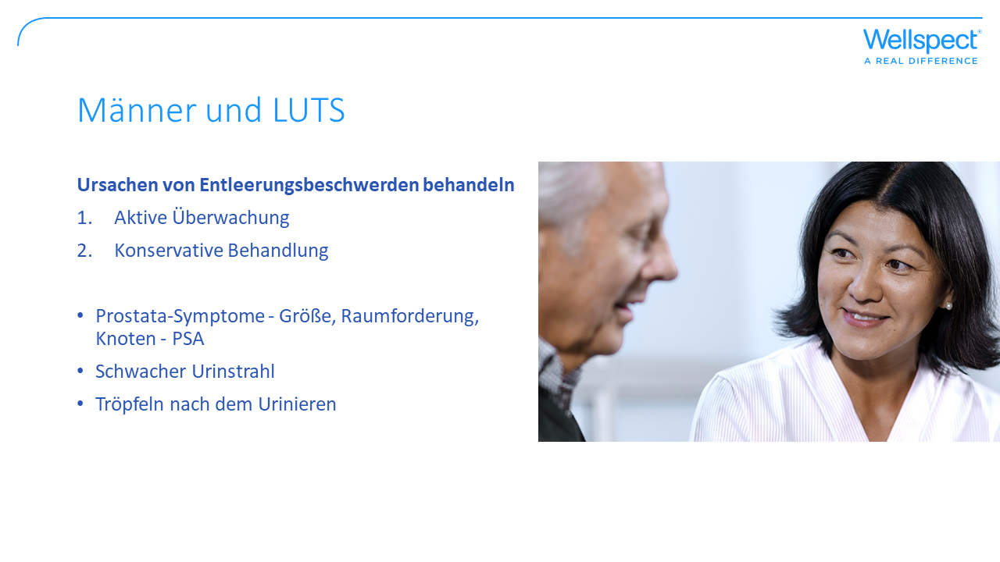 Wellspect®
A REAL DIFFERENCE
Männer und LUTS
Ursachen von Entleerungsbeschwerden behandeln
1. Aktive Überwachung
2. Konservative Behandlung
• Prostata-Symptome - Größe, Raumforderung,
Knoten - PSA
• Schwacher Urinstrahl
• Tröpfeln nach dem Urinieren